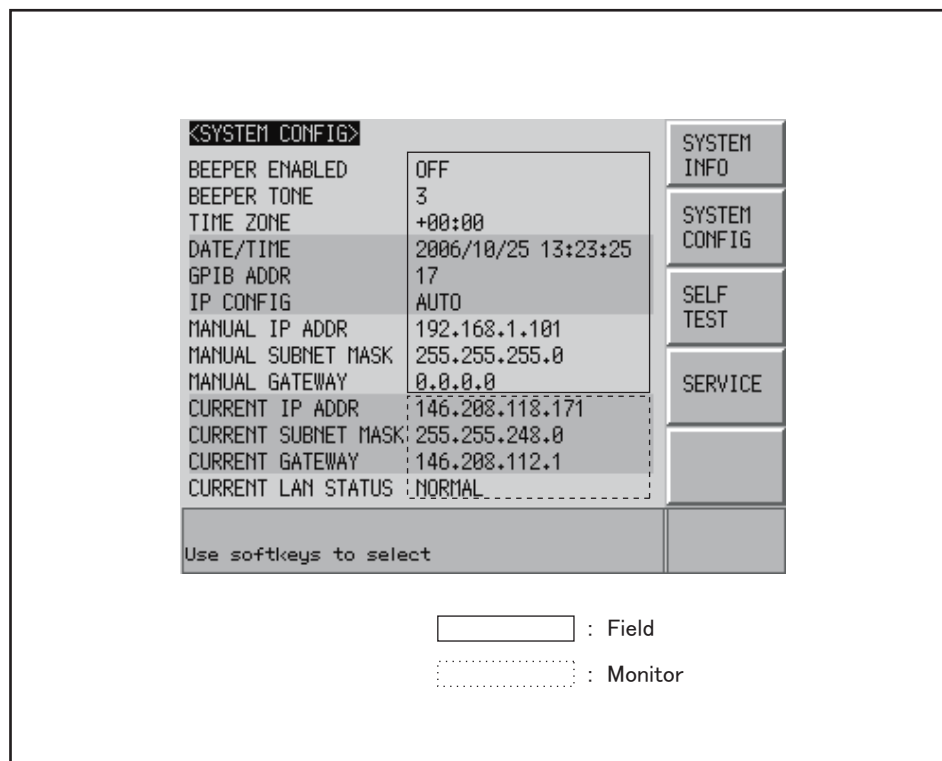 <SYSTEM CONFIG>
BEEPER ENABLED OFF
BEEPER TONE 3
TIME ZONE +00:00
DATE/TIME 2006/10/25 13:23:25
GPIB ADDR 17
IP CONFIG AUTO
MANUAL IP ADDR 192.168.1.101
MANUAL SUBNET MASK 255.255.255.0
MANUAL GATEWAY 0.0.0.0
CURRENT IP ADDR 146.208.118.171
CURRENT SUBNET MASK 255.255.248.0
CURRENT GATEWAY 146.208.112.1
CURRENT LAN STATUS NORMAL
SYSTEM
INFO
SYSTEM
CONFIG
SELF
TEST
SERVICE
Use softkeys to select
: Field
: Monitor